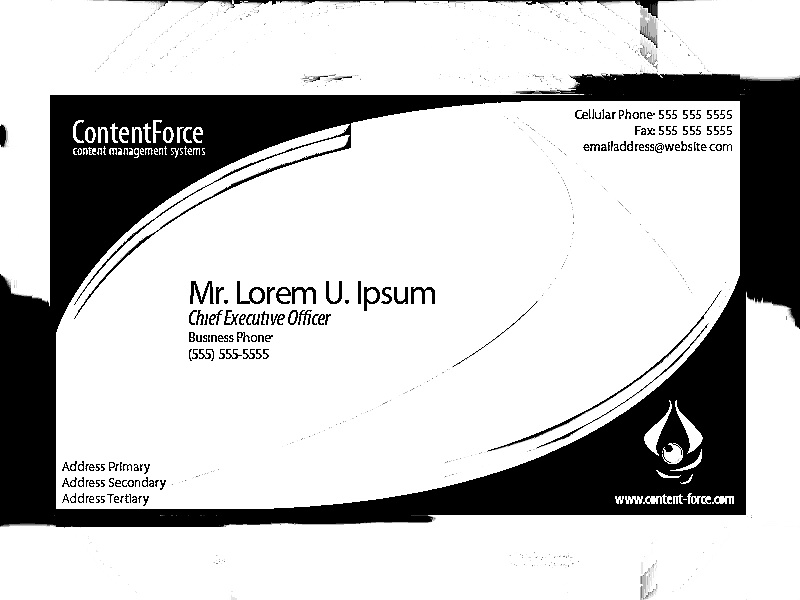 ContentForce
content management systems
Cellular Phone: 555 555 5555
Fax: 555 555 5555
emailaddress@website.com
Mr. Lorem U. Ipsum
Chief Executive Officer
Business Phone:
(555) 555-5555
Address Primary
Address Secondary
Address Tertiary
www.content-force.com